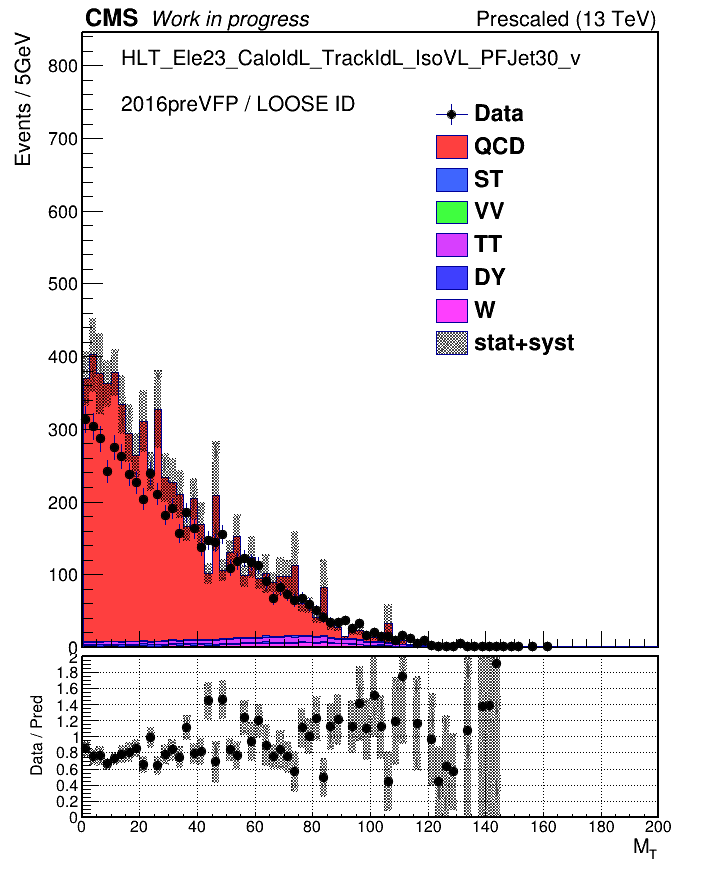 CMS Work in progress Prescaled (13 TeV)
Events / 5GeV
HLT_Ele23_CaloIdL_TrackIdL_IsoVL_PFJet30_v
2016preVFP / LOOSE ID
Data
QCD
ST
VV
TT
DY
W
stat+syst
800
700
600
500
400
300
200
100
0
Data / Pred
2
1.8
1.6
1.4
1.2
1
0.8
0.6
0.4
0.2
0
0 20 40 60 80 100 120 140 160 180 200
M_T